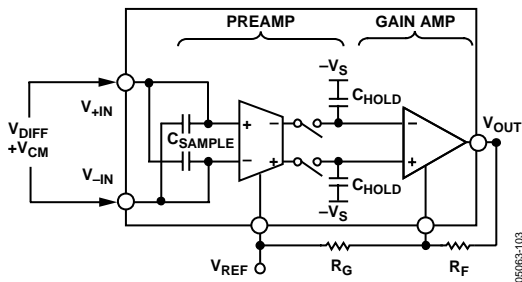 PREAMP
GAIN AMP
−VS
CHOLD
VOUT
V+IN
VDIFF
+VCM
CSAMPLE
+
−
−
+
−
+
V−IN
CHOLD
−VS
VREF
RG
RF
05063-103